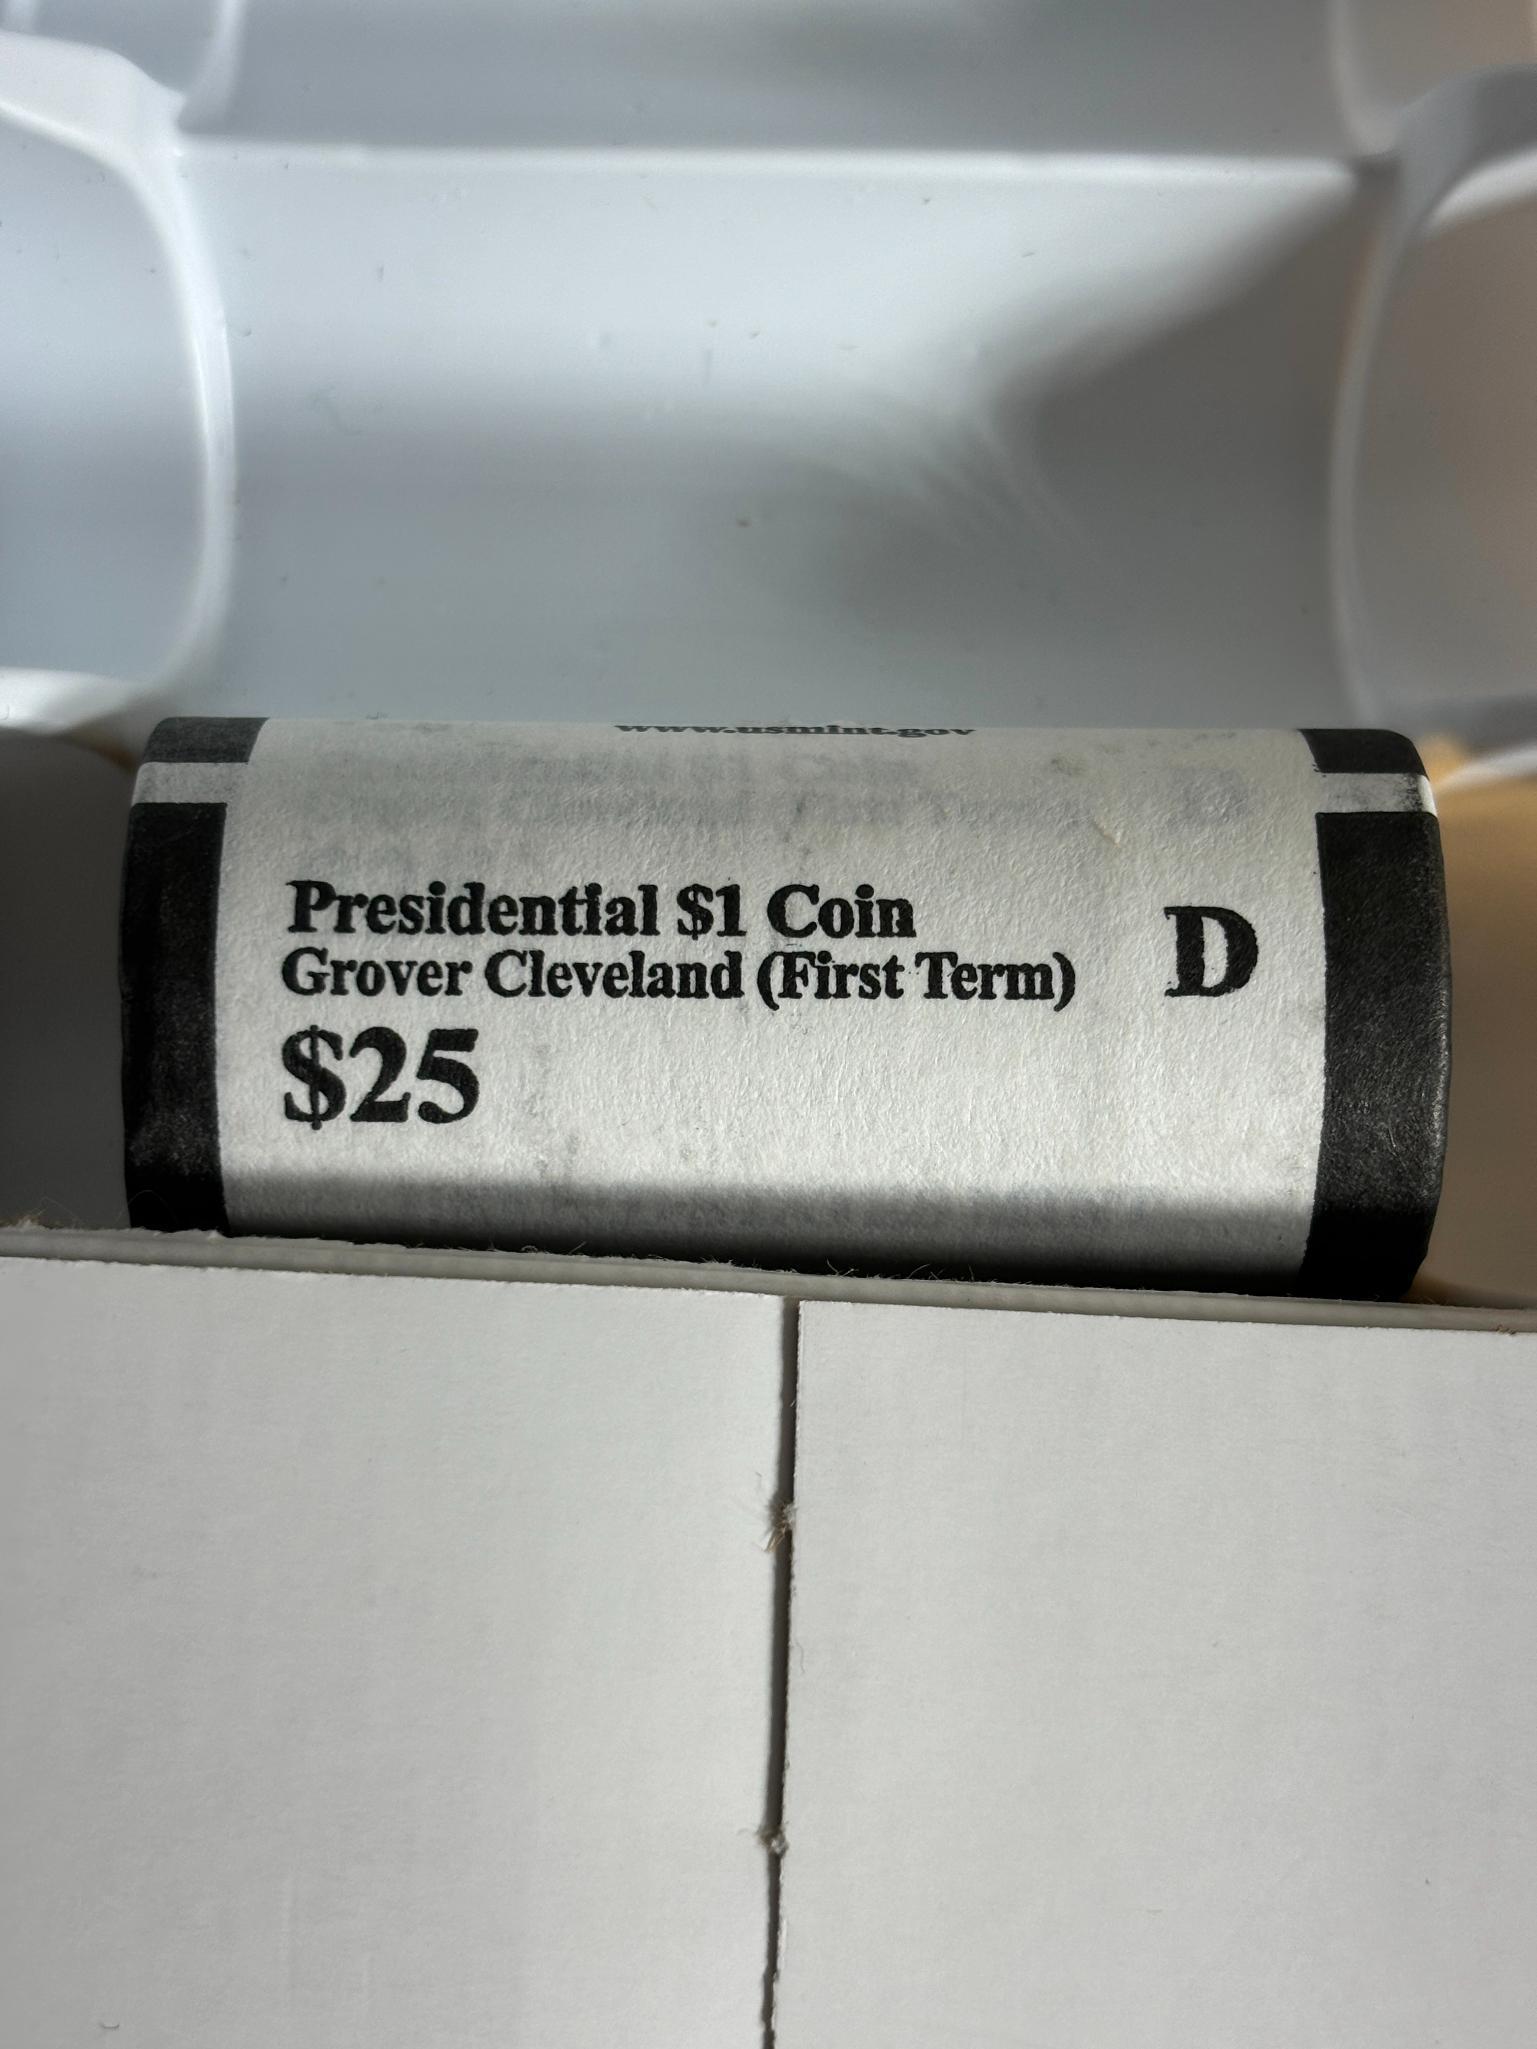 www.usmint.gov
Presidential $1 Coin
Grover Cleveland (First Term)
D
$25